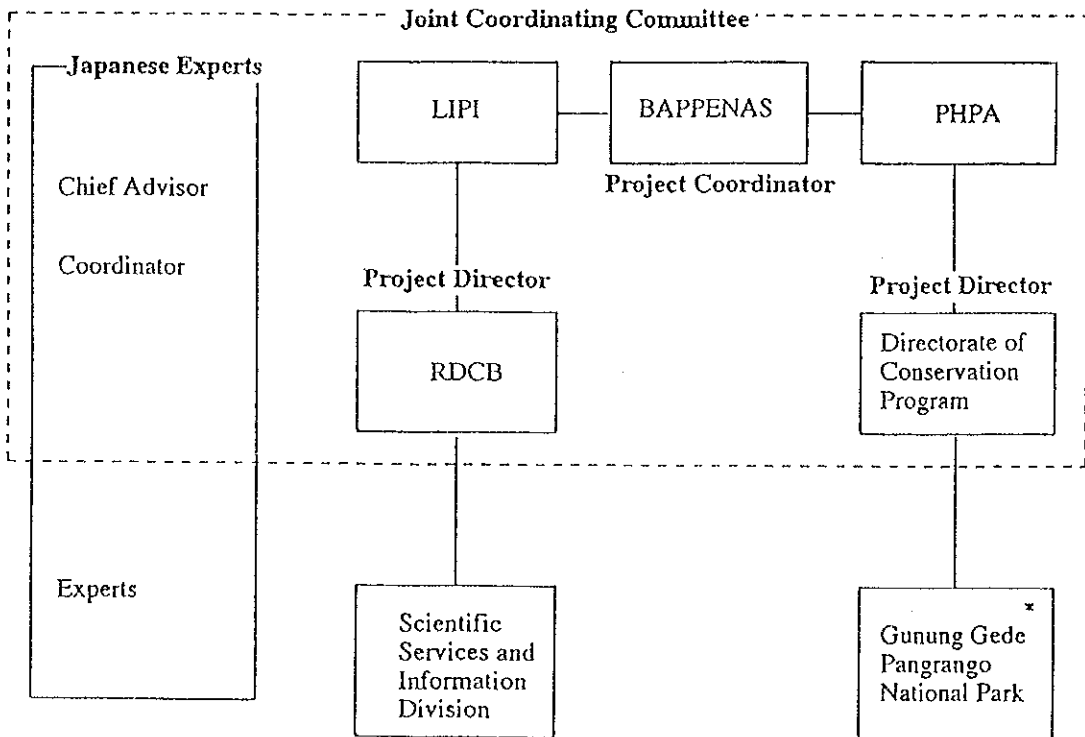 Joint Coordinating Committee
Japanese Experts
Chief Advisor
Coordinator
Experts
LIPI
BAPPENAS
PHPA
Project Coordinator
Project Director
Project Director
RDCB
Directorate of
Conservation
Program
Scientific
Services and
Information
Division
*
Gunung Gede
Pangrango
National Park